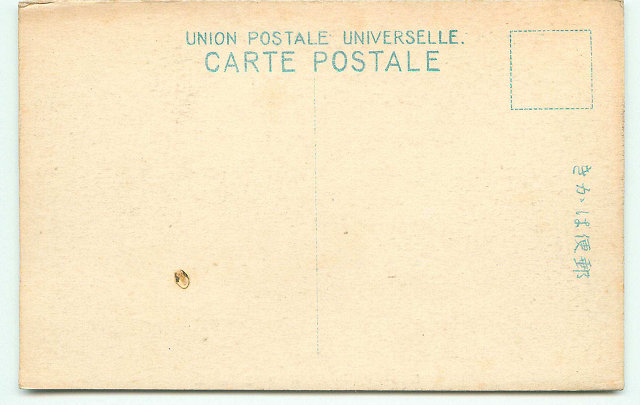 UNION POSTALE UNIVERSELLE.
CARTE POSTALE
郵便はかき